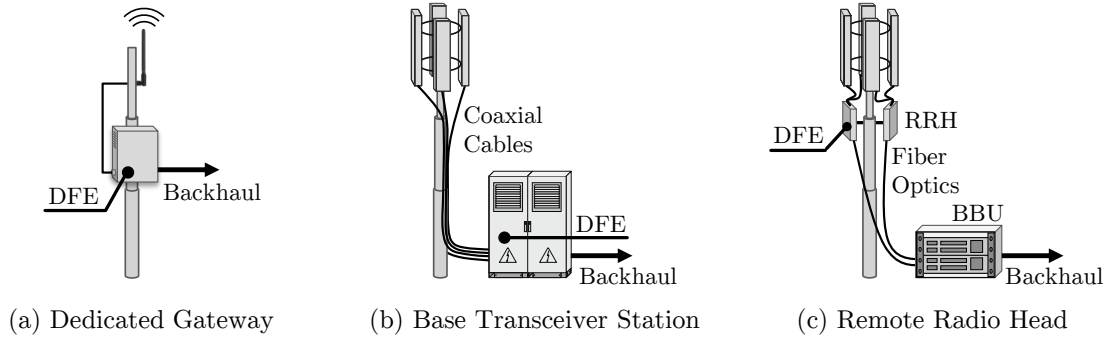 DFE
Backhaul
(a) Dedicated Gateway
Coaxial
Cables
DFE
Backhaul
(b) Base Transceiver Station
RRH
DFE
Fiber
Optics
BBU
Backhaul
(c) Remote Radio Head